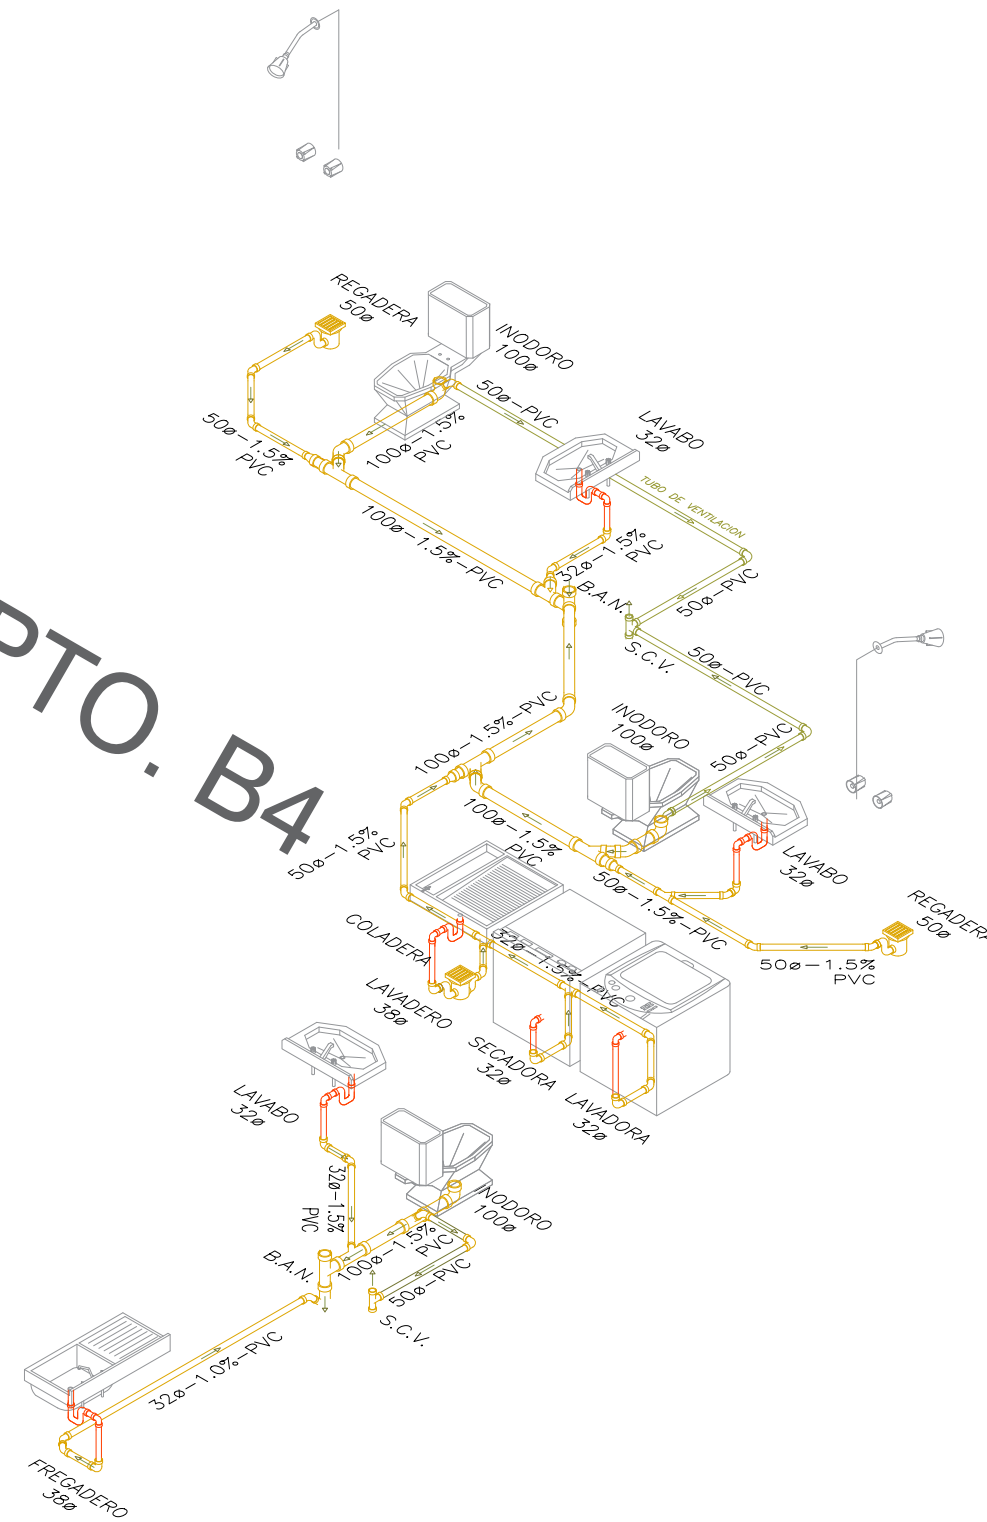 REGADERA
50ø
INODORO
100ø
50ø-PVC
LAVABO
32ø
50ø-1.5%
PVC
100ø-1.5%
PVC
TUBO DE VENTILACION
100ø-1.5%-PVC
32ø-1.5%
PVC
B.A.N.
50ø-PVC
S.C.V.
50ø-PVC
PTO. B4
INODORO
100ø
100ø-1.5%-PVC
50ø-PVC
100ø-1.5%
PVC
50ø-1.5%
PVC
LAVABO
32ø
50ø-1.5%-PVC
REGADERA
50ø
50ø-1.5%
PVC
COLADERA
32ø-1.5%-PVC
LAVADERO
38ø
SECADORA
32ø
LAVADORA
32ø
LAVABO
32ø
32ø-1.5%
PVC
INODORO
100ø
100ø-1.5%
PVC
B.A.N.
50ø-PVC
S.C.V.
32ø-1.0%-PVC
FREGADERO
38ø